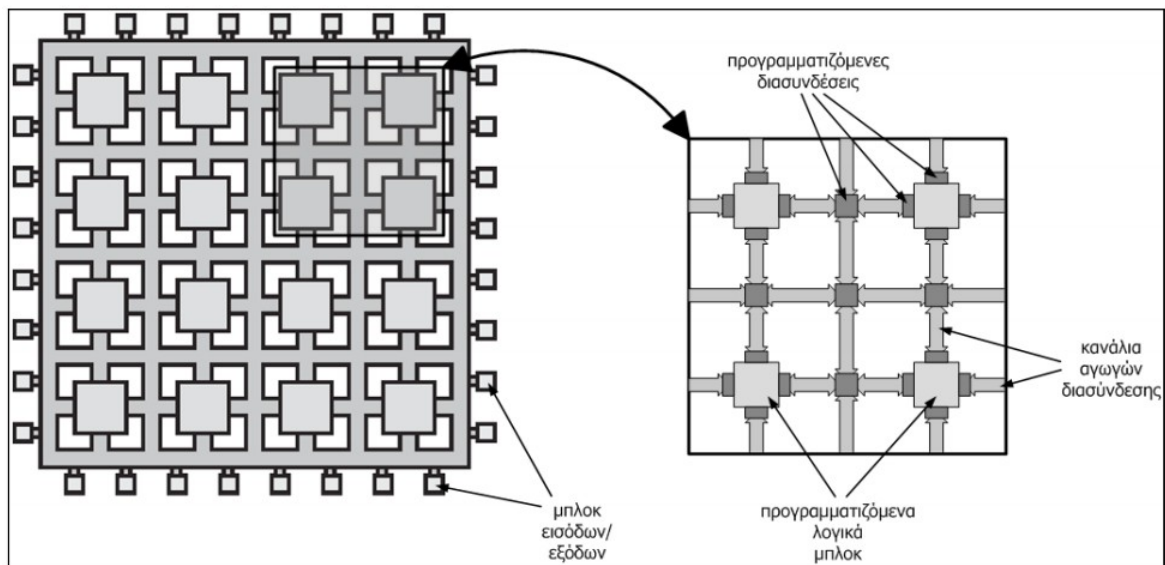 προγραμματιζόμενες
διασυνδέσεις
κανάλια
αγωγών
διασύνδεσης
μπλοκ
εισόδων/
εξόδων
προγραμματιζόμενα
λογικά
μπλοκ